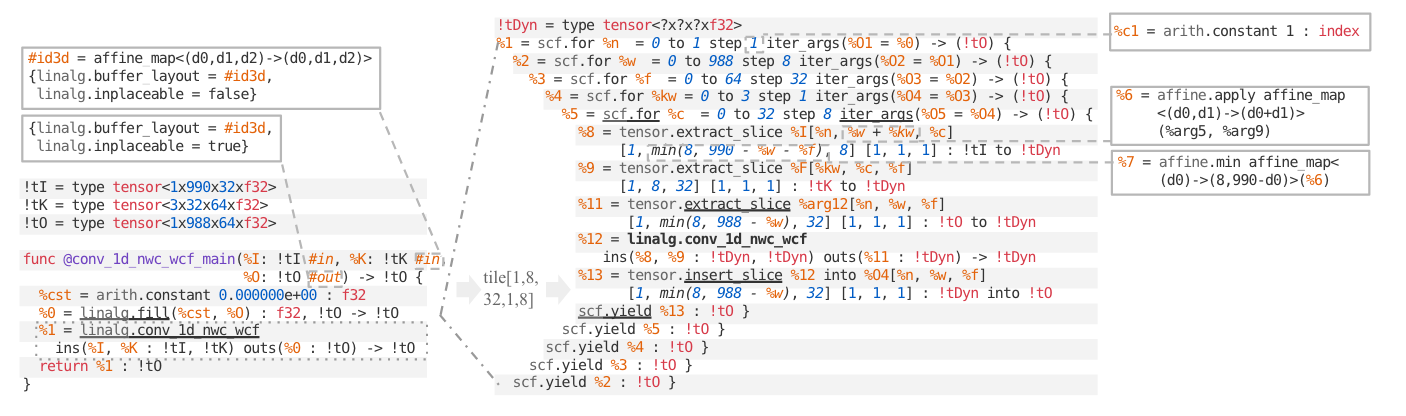 #id3d = affine_map<(d0,d1,d2)->(d0,d1,d2)>
{linalg.buffer_layout = #id3d,
linalg.inplaceable = false}
{linalg.buffer_layout = #id3d,
linalg.inplaceable = true}
!tI = type tensor<1x990x32xf32>
!tK = type tensor<3x32x64xf32>
!tO = type tensor<1x988x64xf32>
func @conv_1d_nwc_wcf_main(%I: !tI #in, %K: !tK #in
%O: !tO #out) -> !tO {
%cst = arith.constant 0.000000e+00 : f32
%0 = linalg.fill(%cst, %O) : f32, !tO -> !tO
%1 = linalg.conv_1d_nwc_wcf
ins(%I, %K : !tI, !tK) outs(%0 : !tO) -> !tO
return %1 : !tO
}
tile[1,8,
32,1,8]
!tDyn = type tensor<?x?x?xf32>
%1 = scf.for %n = 0 to 1 step 1 iter_args(%O1 = %0) -> (!tO) {
%2 = scf.for %w = 0 to 988 step 8 iter_args(%O2 = %O1) -> (!tO) {
%3 = scf.for %f = 0 to 64 step 32 iter_args(%O3 = %O2) -> (!tO) {
%4 = scf.for %kw = 0 to 3 step 1 iter_args(%O4 = %O3) -> (!tO) {
%5 = scf.for %c = 0 to 32 step 8 iter_args(%O5 = %O4) -> (!tO) {
%8 = tensor.extract_slice %I[%n, %w + %kw, %c]
[1, min(8, 990 - %w - %f), 8] [1, 1, 1] : !tI to !tDyn
%9 = tensor.extract_slice %F[%kw, %c, %f]
[1, 8, 32] [1, 1, 1] : !tK to !tDyn
%11 = tensor.extract_slice %arg12[%n, %w, %f]
[1, min(8, 988 - %w), 32] [1, 1, 1] : !tO to !tDyn
%12 = linalg.conv_1d_nwc_wcf
ins(%8, %9 : !tDyn, !tDyn) outs(%11 : !tDyn) -> !tDyn
%13 = tensor.insert_slice %12 into %O4[%n, %w, %f]
[1, min(8, 988 - %w), 32] [1, 1, 1] : !tDyn into !tO
scf.yield %13 : !tO }
scf.yield %5 : !tO }
scf.yield %4 : !tO }
scf.yield %3 : !tO }
scf.yield %2 : !tO }
%c1 = arith.constant 1 : index
%6 = affine.apply affine_map
<(d0,d1)->(d0+d1)>
(%arg5, %arg9)
%7 = affine.min affine_map<
(d0)->(8,990-d0)>(%6)